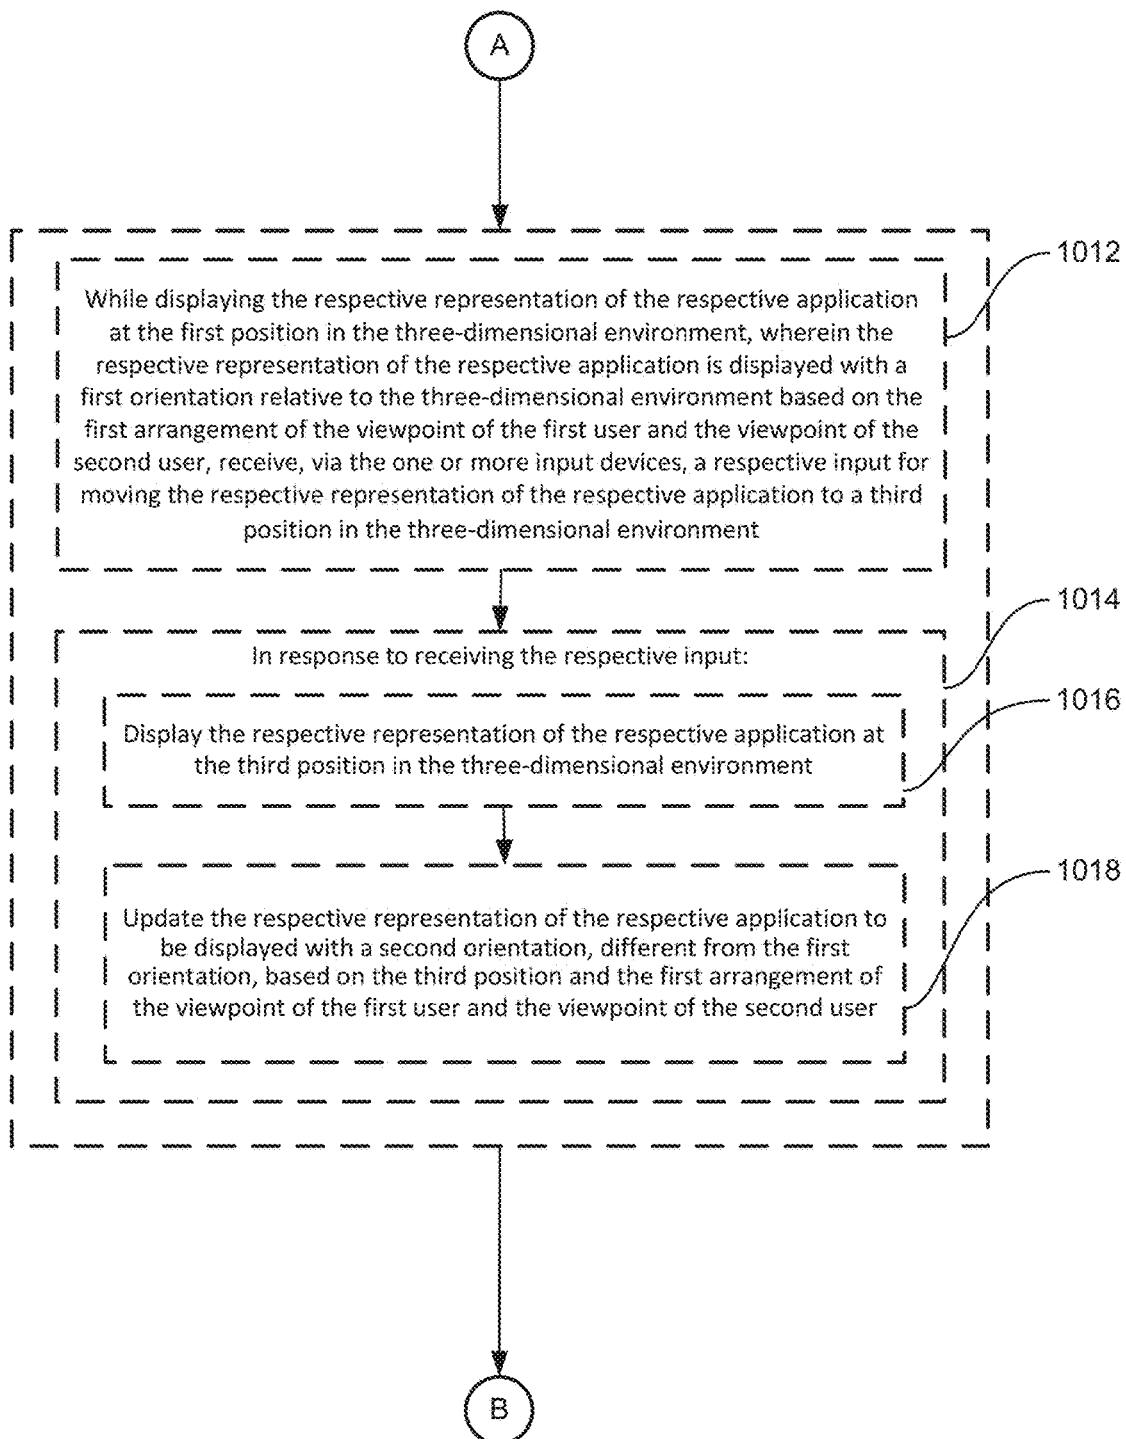 A
1012
While displaying the respective representation of the respective application
at the first position in the three-dimensional environment, wherein the
respective representation of the respective application is displayed with a
first orientation relative to the three-dimensional environment based on the
first arrangement of the viewpoint of the first user and the viewpoint of the
second user, receive, via the one or more input devices, a respective input for
moving the respective representation of the respective application to a third
position in the three-dimensional environment
1014
In response to receiving the respective input:
1016
Display the respective representation of the respective application at
the third position in the three-dimensional environment
1018
Update the respective representation of the respective application to
be displayed with a second orientation, different from the first
orientation, based on the third position and the first arrangement of
the viewpoint of the first user and the viewpoint of the second user
B